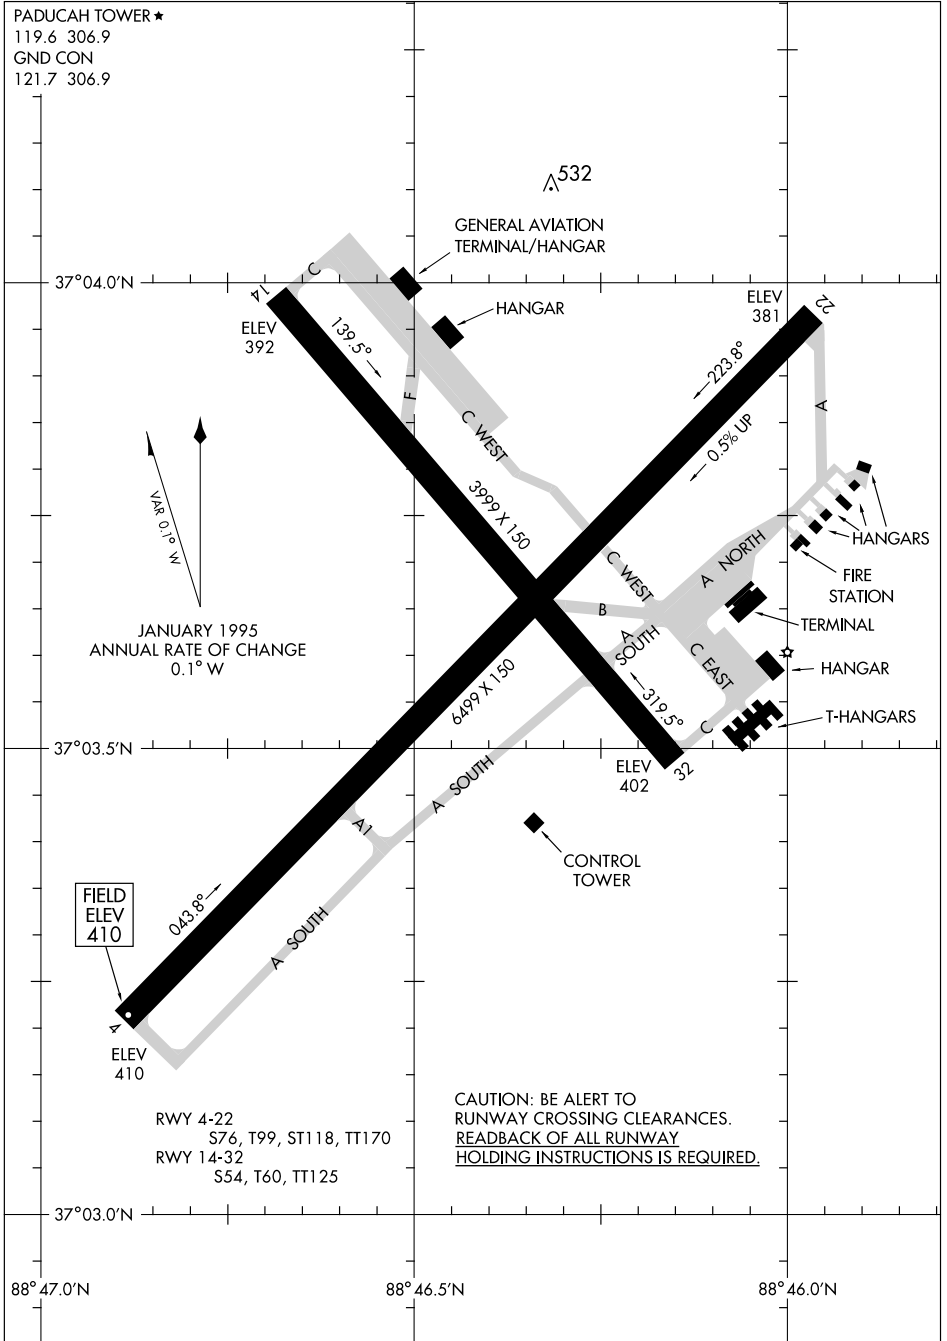 PADUCAH TOWER★
119.6 306.9
GND CON
121.7 306.9
532
GENERAL AVIATION
TERMINAL/HANGAR
C
37°04.0'N
14
ELEV
392
HANGAR
ELEV
381
22
139.5°
223.8°
0.5% UP
F
A
C WEST
VAR 0.1° W
3999 X 150
HANGARS
C WEST
A NORTH
FIRE
STATION
B
TERMINAL
JANUARY 1995
ANNUAL RATE OF CHANGE
0.1° W
A
SOUTH
C EAST
HANGAR
6499 X 150
319.5°
C
T-HANGARS
37°03.5'N
ELEV
402
32
A SOUTH
A1
CONTROL
TOWER
FIELD
ELEV
410
043.8°
A SOUTH
4
ELEV
410
RWY 4-22
S76, T99, ST118, TT170
RWY 14-32
S54, T60, TT125
CAUTION: BE ALERT TO
RUNWAY CROSSING CLEARANCES.
READBACK OF ALL RUNWAY
HOLDING INSTRUCTIONS IS REQUIRED.
37°03.0'N
88°47.0'W
88°46.5'W
88°46.0'W